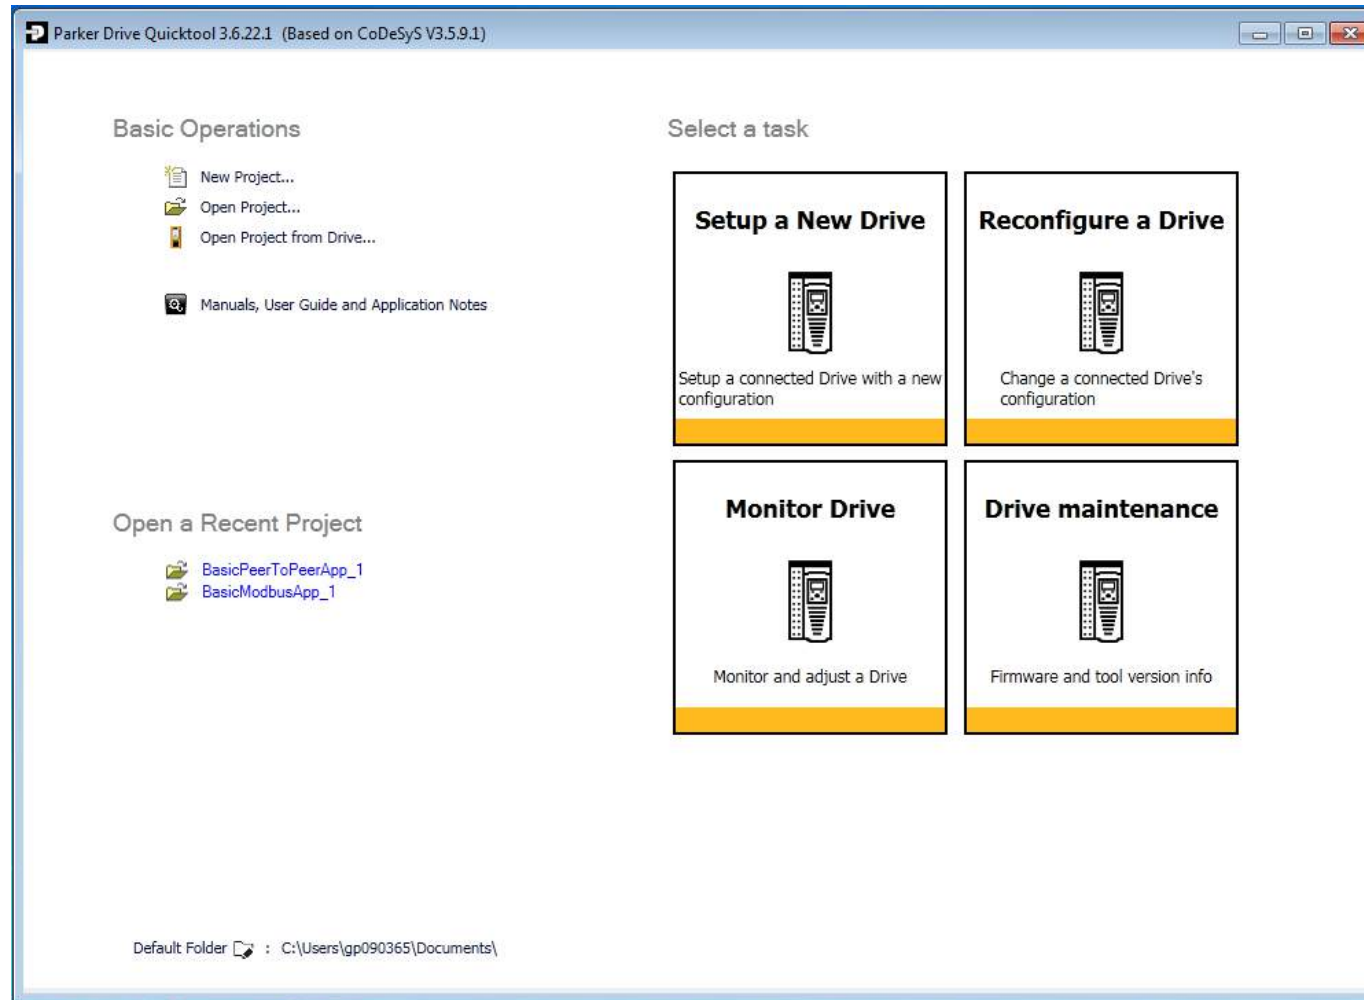 Parker Drive Quicktool 3.6.22.1 (Based on CoDeSyS V3.5.9.1)
Basic Operations
New Project...
Open Project...
Open Project from Drive...
Manuals, User Guide and Application Notes
Open a Recent Project
BasicPeerToPeerApp_1
BasicModbusApp_1
Default Folder : C:\Users\gp090365\Documents\
Select a task
Setup a New Drive
Setup a connected Drive with a new
configuration
Reconfigure a Drive
Change a connected Drive's
configuration
Monitor Drive
Monitor and adjust a Drive
Drive maintenance
Firmware and tool version info